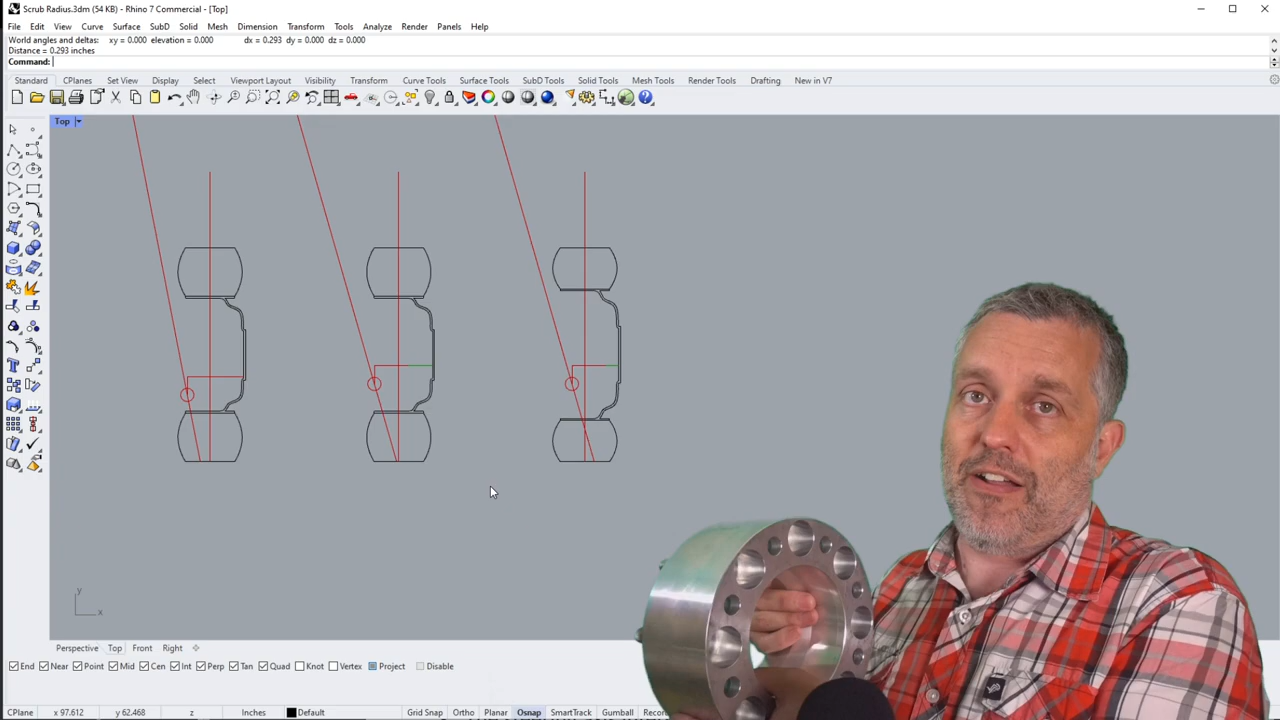 Scrub Radius.3dm (54 KB) - Rhino 7 Commercial - [Top]
File Edit View Curve Surface SubD Solid Mesh Dimension Transform Tools Analyze Render Panels Help
World angles and deltas: xy = 0.000 elevation = 0.000 dx = 0.293 dy = 0.000 dz = 0.000
Distance = 0.293 inches
Command:
Standard CPlanes Set View Display Select Viewport Layout Visibility Transform Curve Tools Surface Tools SubD Tools Solid Tools Mesh Tools Render Tools Drafting New in V7
Top
y
x
Perspective Top Front Right
End Near Point Mid Cen Int Perp Tan Quad Knot Vertex Project Disable
CPlane x 97.612 y 62.468 z Inches Default Grid Snap Ortho Planar Osnap SmartTrack Gumball